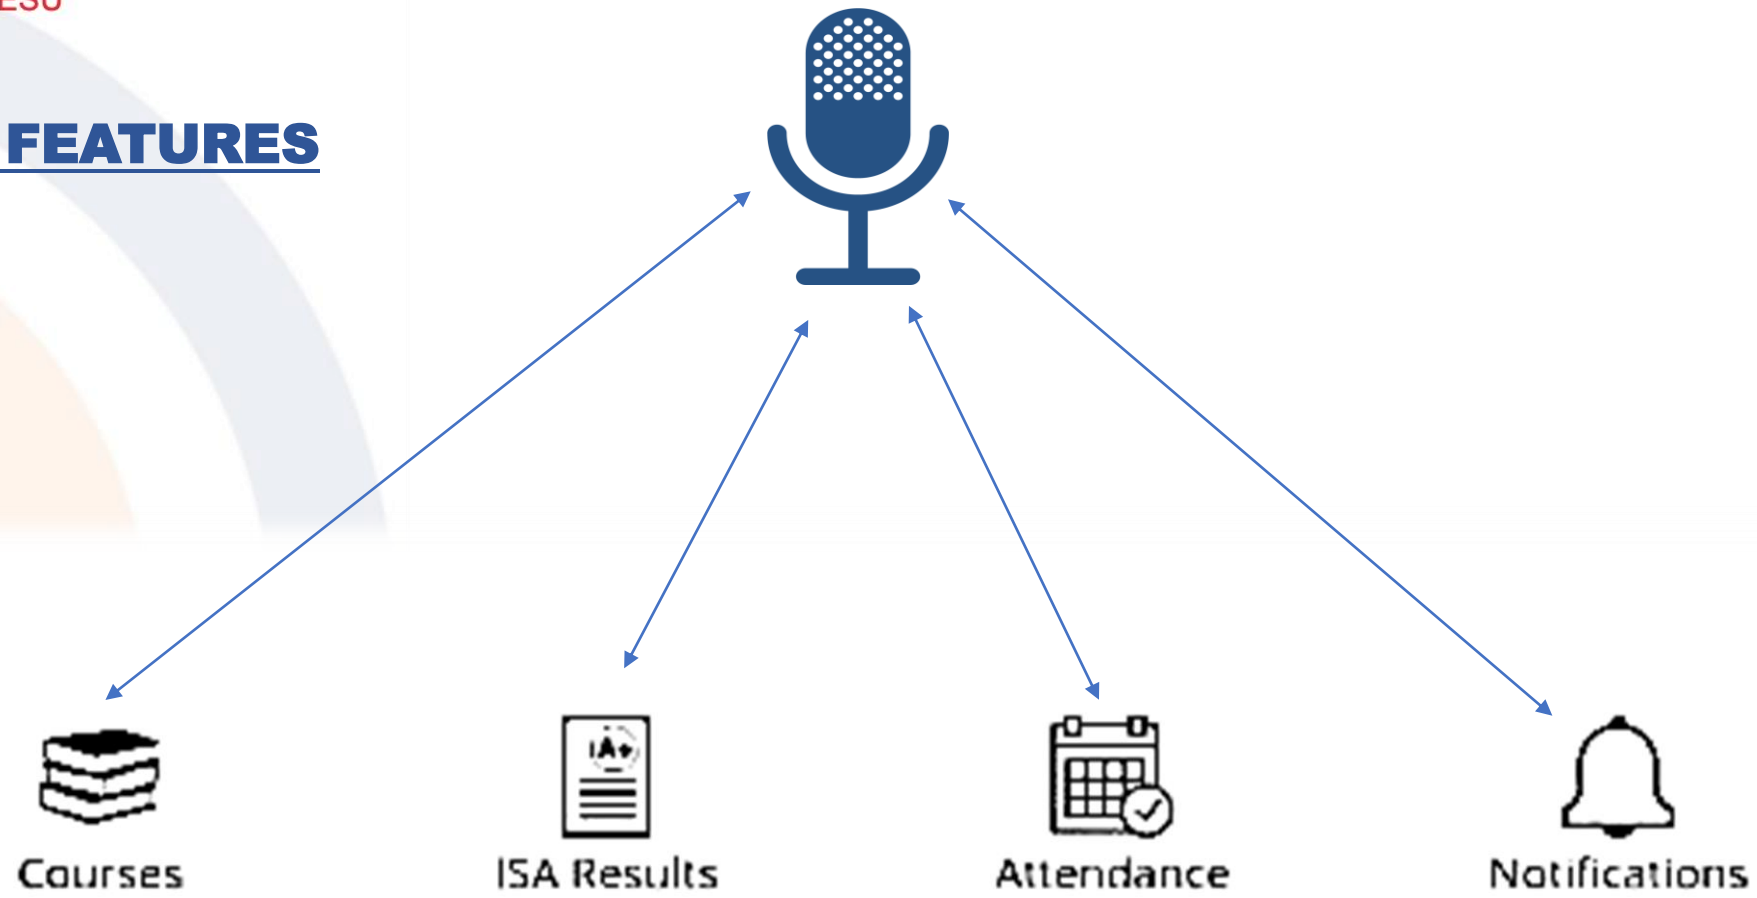 FEATURES
A+
Courses
ISA Results
Attendance
Notifications